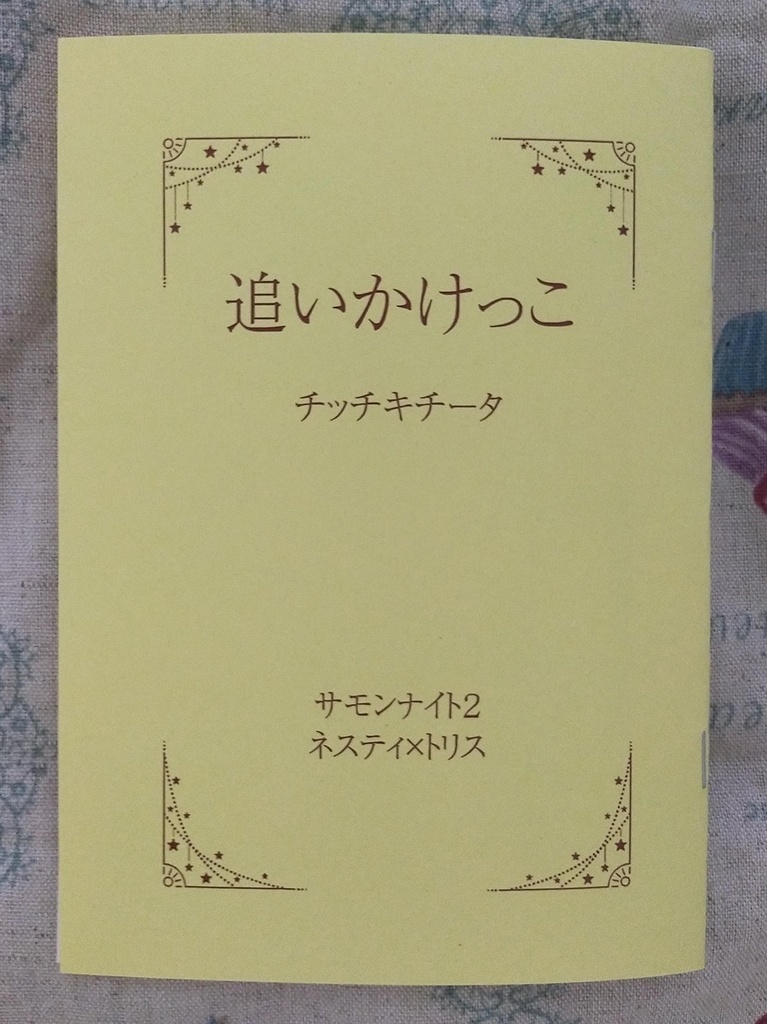 追いかけっこ
チッチキチータ
サモンナイト2
ネスティ×トリス